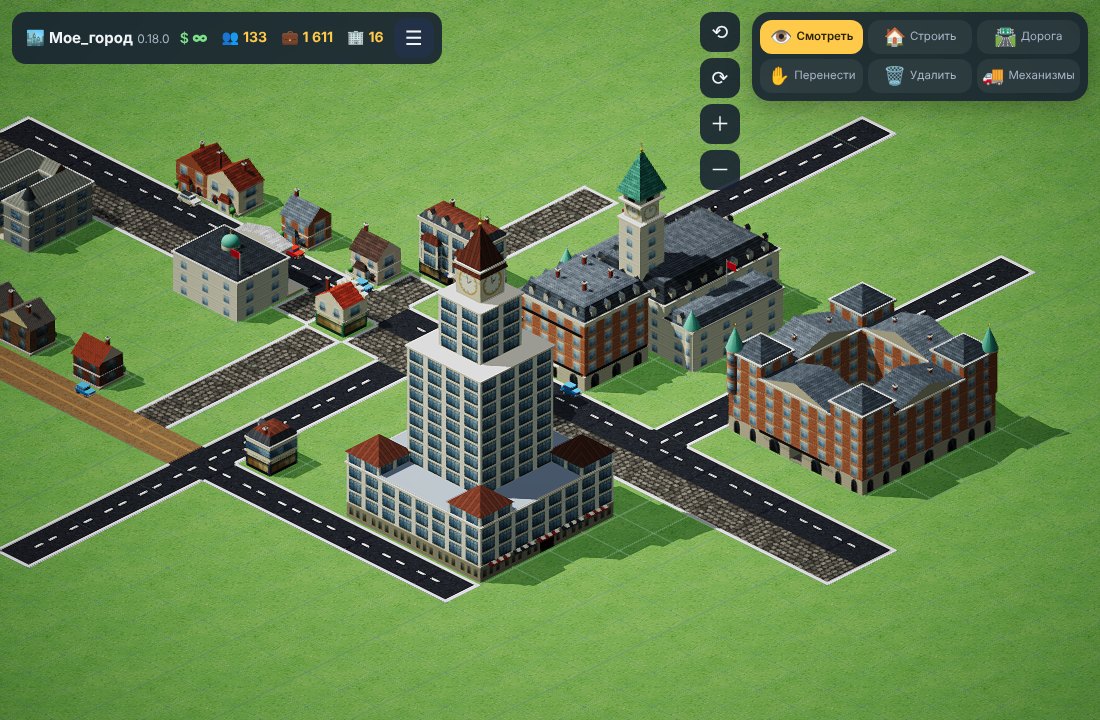 Мое_город 0.18.0 $ ∞ 133 1 611 16
Смотреть Строить Дорога
Перенести Удалить Механизмы